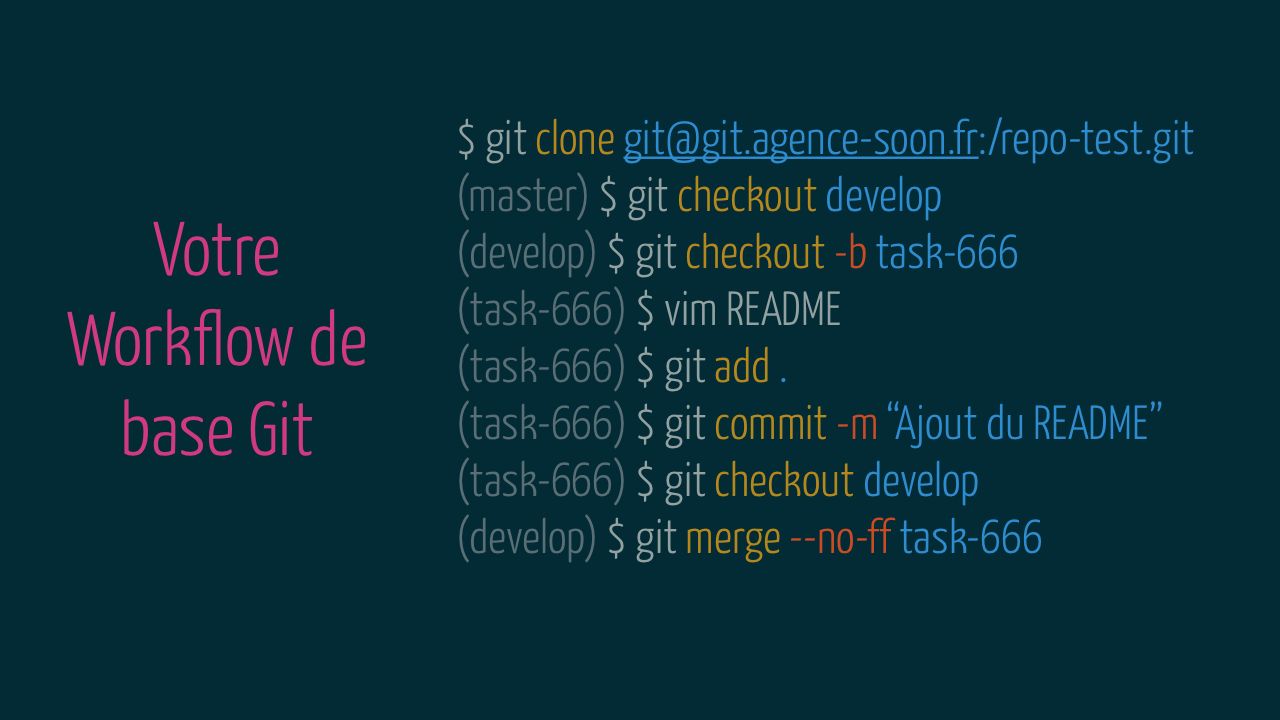 Votre
Workflow de
base Git
$ git clone git@git.agence-soon.fr:/repo-test.git
(master) $ git checkout develop
(develop) $ git checkout -b task-666
(task-666) $ vim README
(task-666) $ git add .
(task-666) $ git commit -m “Ajout du README”
(task-666) $ git checkout develop
(develop) $ git merge --no-ff task-666